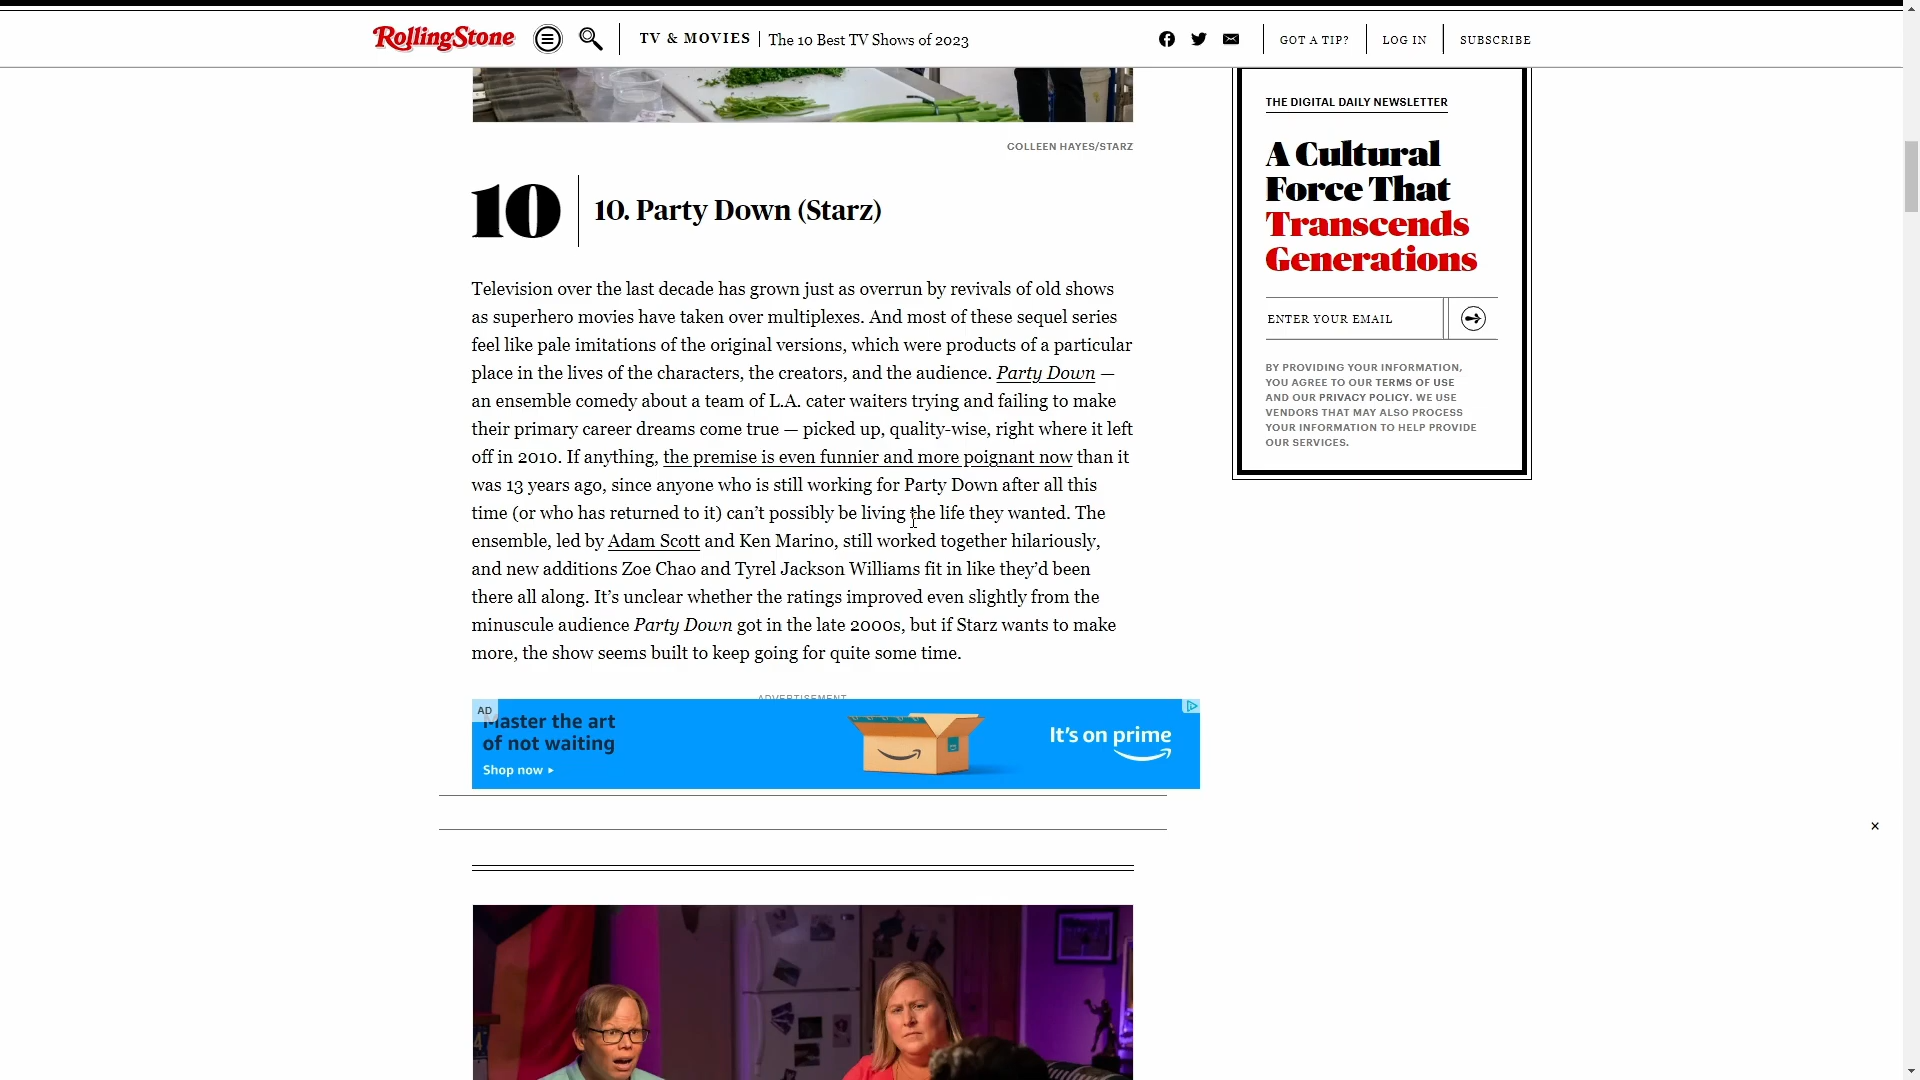 RollingStone
TV & MOVIES
The 10 Best TV Shows of 2023
GOT A TIP?
LOG IN
SUBSCRIBE
COLLEEN HAYES/STARZ
10
10. Party Down (Starz)
Television over the last decade has grown just as overrun by revivals of old shows
as superhero movies have taken over multiplexes. And most of these sequel series
feel like pale imitations of the original versions, which were products of a particular
place in the lives of the characters, the creators, and the audience. Party Down —
an ensemble comedy about a team of L.A. cater waiters trying and failing to make
their primary career dreams come true — picked up, quality-wise, right where it left
off in 2010. If anything, the premise is even funnier and more poignant now than it
was 13 years ago, since anyone who is still working for Party Down after all this
time (or who has returned to it) can’t possibly be living the life they wanted. The
ensemble, led by Adam Scott and Ken Marino, still worked together hilariously,
and new additions Zoe Chao and Tyrel Jackson Williams fit in like they’d been
there all along. It’s unclear whether the ratings improved even slightly from the
minuscule audience Party Down got in the late 2000s, but if Starz wants to make
more, the show seems built to keep going for quite some time.
ADVERTISEMENT
AD
Master the art
of not waiting
Shop now
It's on prime
THE DIGITAL DAILY NEWSLETTER
A Cultural
Force That
Transcends
Generations
ENTER YOUR EMAIL
BY PROVIDING YOUR INFORMATION,
YOU AGREE TO OUR TERMS OF USE
AND OUR PRIVACY POLICY. WE USE
VENDORS THAT MAY ALSO PROCESS
YOUR INFORMATION TO HELP PROVIDE
OUR SERVICES.